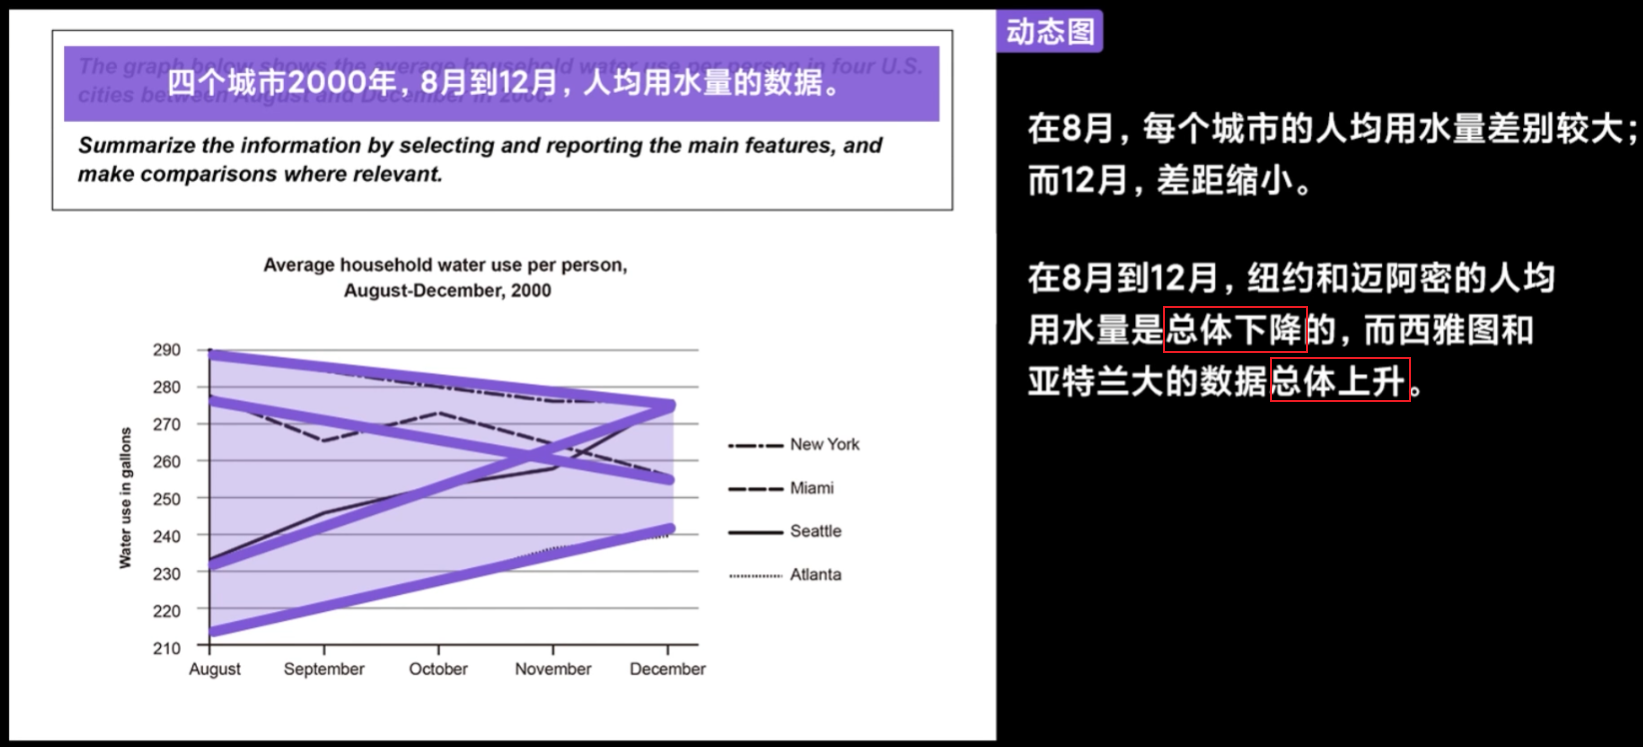 动态图
The graph below shows the average household water use per person in four U.S.
四个城市2000年，8月到12月，人均用水量的数据。
cities between August and December in 2000.
Summarize the information by selecting and reporting the main features, and
make comparisons where relevant.
Average household water use per person,
August-December, 2000
Water use in gallons
290
280
270
260
250
240
230
220
210
August September October November December
New York
Miami
Seattle
Atlanta
在8月，每个城市的人均用水量差别较大；
而12月，差距缩小。
在8月到12月，纽约和迈阿密的人均
用水量是总体下降的，而西雅图和
亚特兰大的数据总体上升。